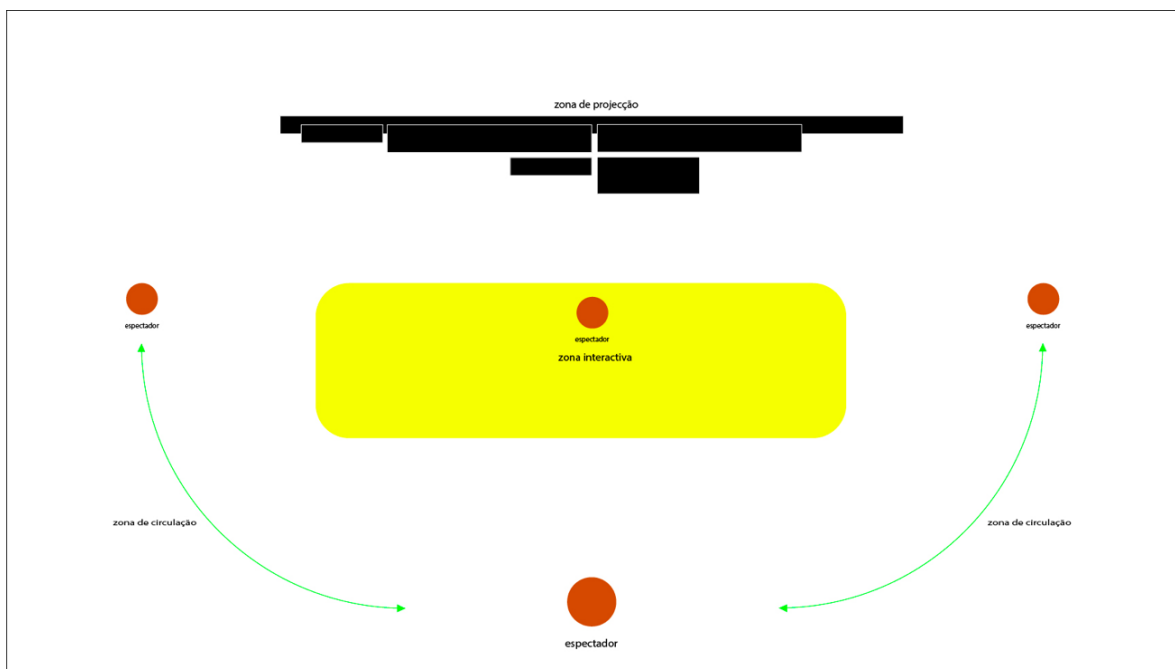 zona de projecção
espectador
espectador
espectador
zona interactiva
zona de circulação
zona de circulação
espectador